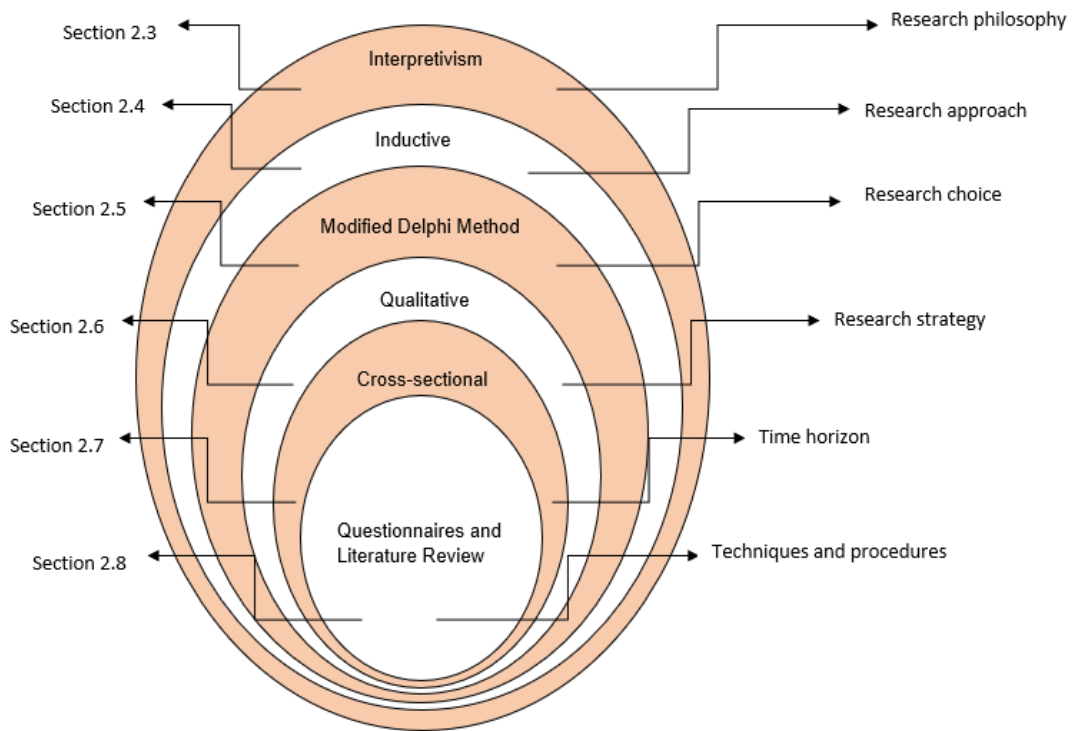 Section 2.3
Interpretivism
Research philosophy
Section 2.4
Inductive
Research approach
Section 2.5
Modified Delphi Method
Research choice
Section 2.6
Qualitative
Research strategy
Cross-sectional
Section 2.7
Time horizon
Questionnaires and
Literature Review
Section 2.8
Techniques and procedures